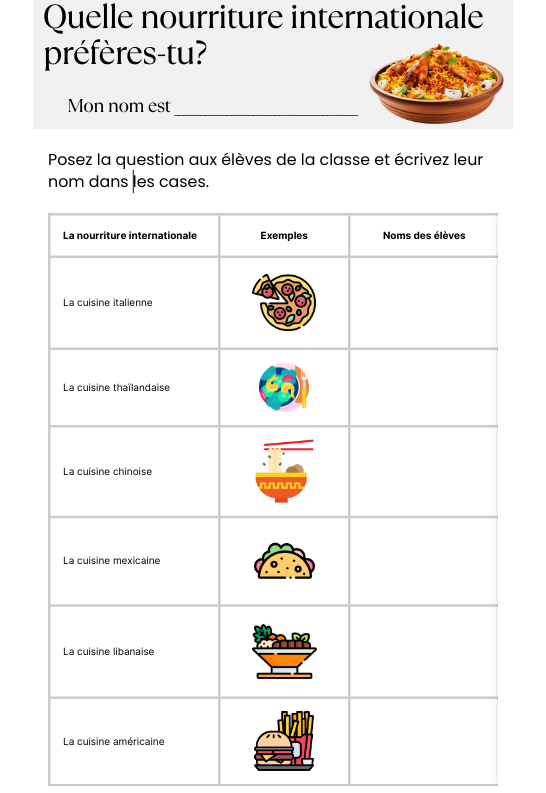 Quelle nourriture internationale
préfères-tu?
Mon nom est ____________________
Posez la question aux élèves de la classe et écrivez leur
nom dans les cases.
La nourriture internationale Exemples Noms des élèves
La cuisine italienne
La cuisine thaïlandaise
La cuisine chinoise
La cuisine mexicaine
La cuisine libanaise
La cuisine américaine